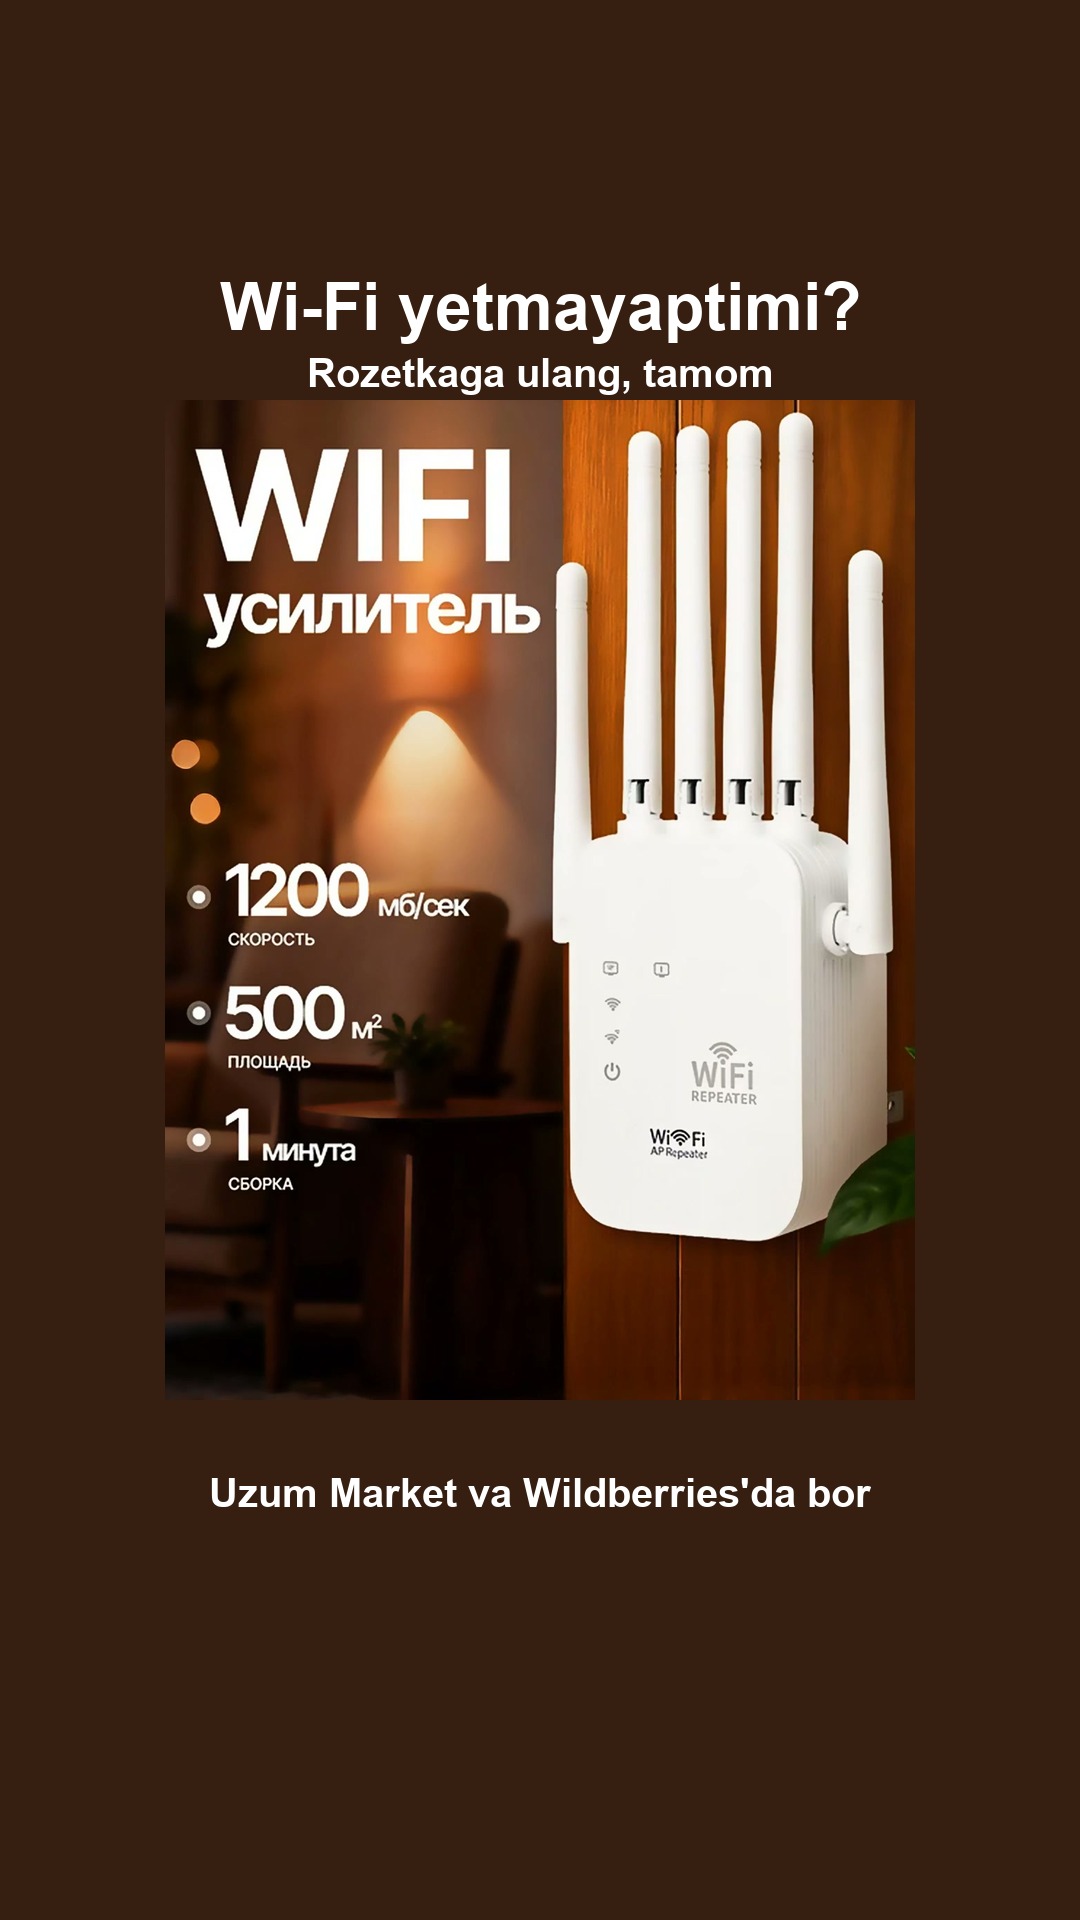 Wi-Fi yetmayaptimi?
Rozetkaga ulang, tamom
WIFI
усилитель
1200 мб/сек
СКОРОСТЬ
500 м²
ПЛОЩАДЬ
1 минута
СБОРКА
WiFi
REPEATER
WiFi
AP Repeater
Uzum Market va Wildberries'da bor